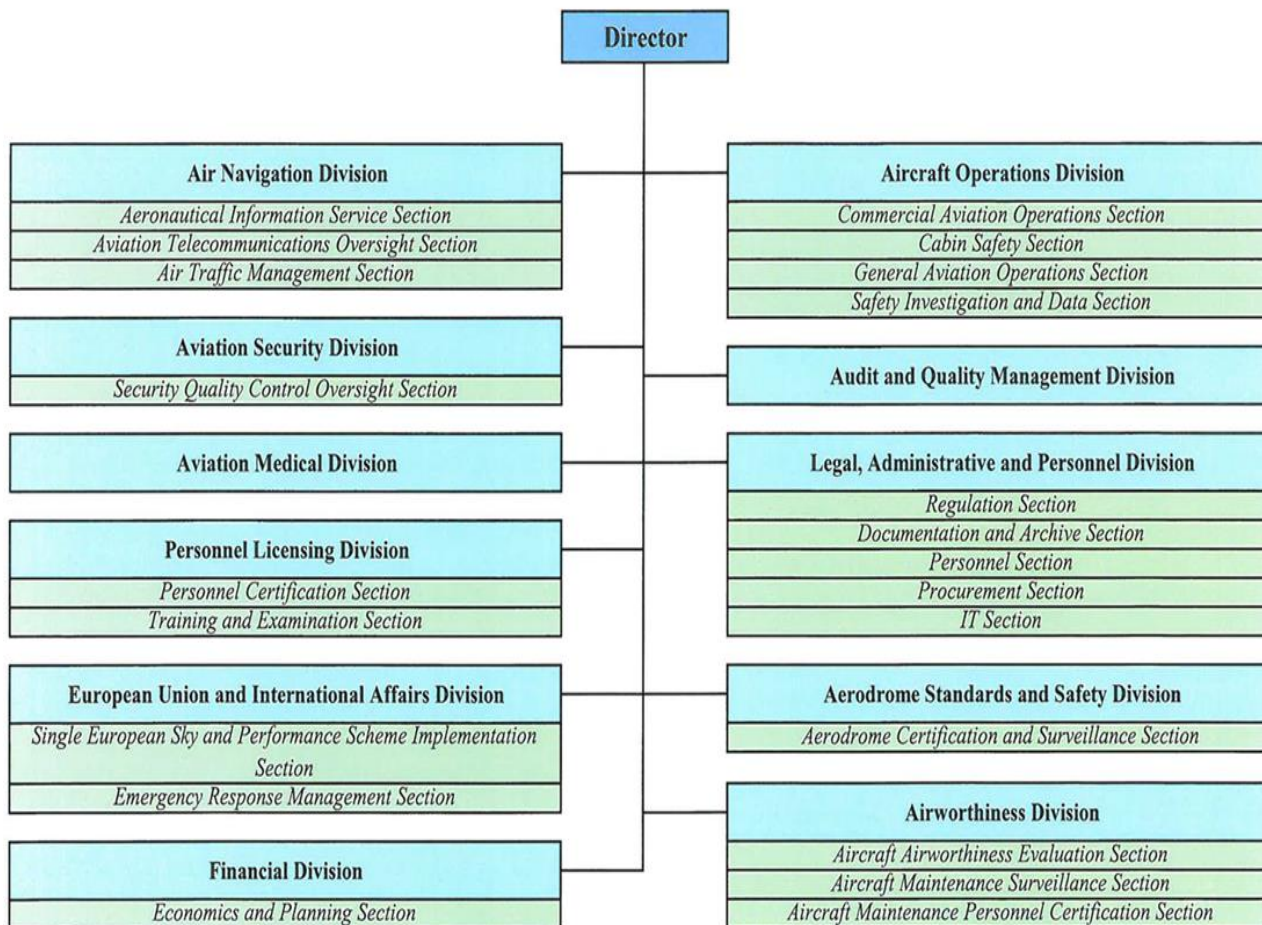 Director
Air Navigation Division
Aeronautical Information Service Section
Aviation Telecommunications Oversight Section
Air Traffic Management Section
Aviation Security Division
Security Quality Control Oversight Section
Aviation Medical Division
Personnel Licensing Division
Personnel Certification Section
Training and Examination Section
European Union and International Affairs Division
Single European Sky and Performance Scheme Implementation
Section
Emergency Response Management Section
Financial Division
Economics and Planning Section
Aircraft Operations Division
Commercial Aviation Operations Section
Cabin Safety Section
General Aviation Operations Section
Safety Investigation and Data Section
Audit and Quality Management Division
Legal, Administrative and Personnel Division
Regulation Section
Documentation and Archive Section
Personnel Section
Procurement Section
IT Section
Aerodrome Standards and Safety Division
Aerodrome Certification and Surveillance Section
Airworthiness Division
Aircraft Airworthiness Evaluation Section
Aircraft Maintenance Surveillance Section
Aircraft Maintenance Personnel Certification Section